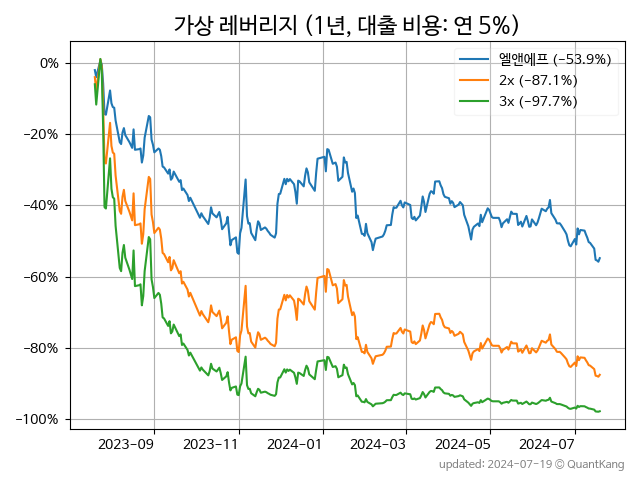 가상 레버리지 (1년, 대출 비용: 연 5%)
엘앤에프 (−53.9%)
2x (−87.1%)
3x (−97.7%)
0%
−20%
−40%
−60%
−80%
−100%
2023-09 2023-11 2024-01 2024-03 2024-05 2024-07
updated: 2024-07-19 © QuantKang